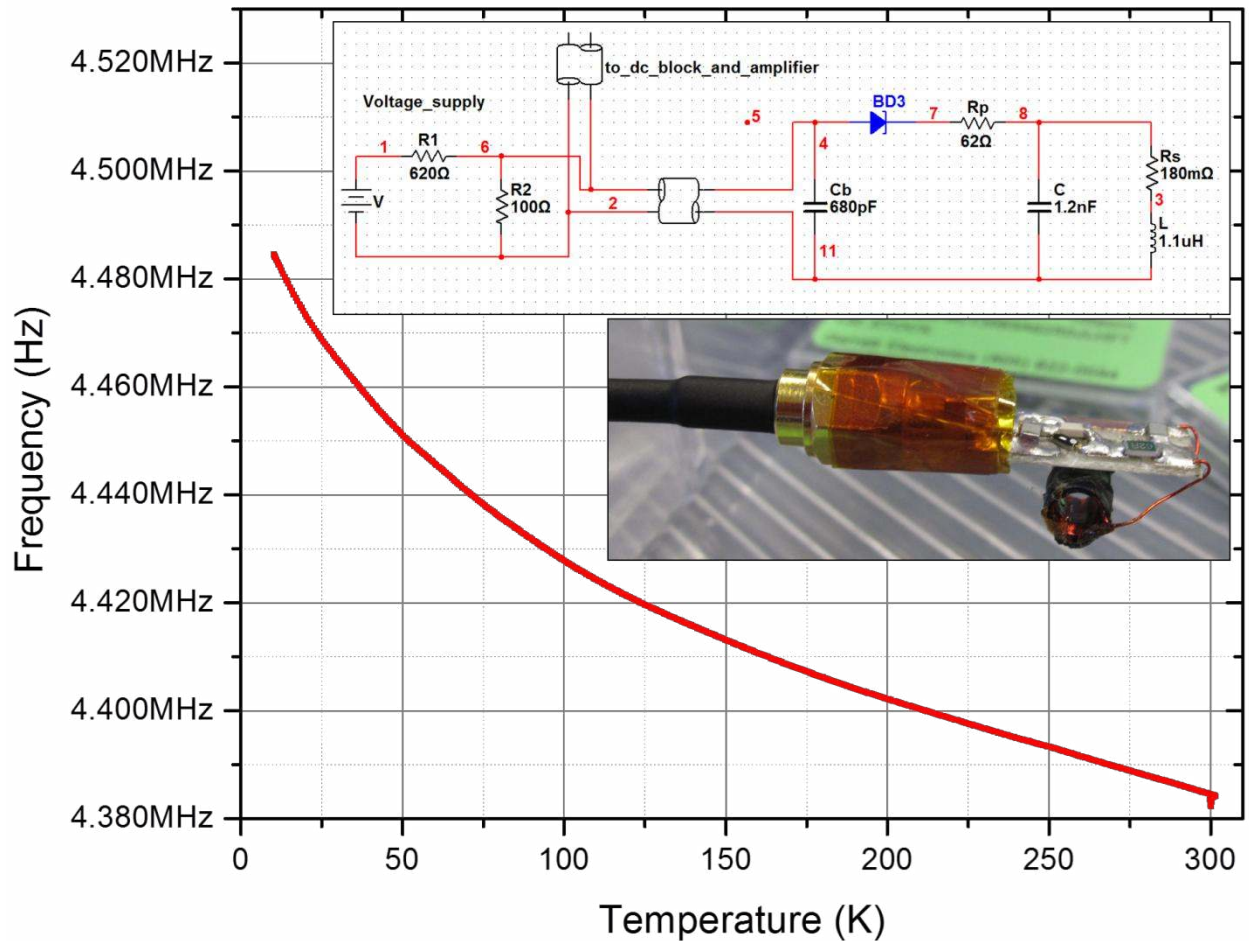 4.520MHz
4.500MHz
4.480MHz
4.460MHz
4.440MHz
4.420MHz
4.400MHz
4.380MHz
Frequency (Hz)
0
50
100
150
200
250
300
Temperature (K)
to_dc_block_and_amplifier
Voltage_supply
1
R1
620Ω
6
R2
100Ω
V
2
5
4
BD3
7
Rp
62Ω
8
Cb
680pF
11
C
1.2nF
Rs
180mΩ
3
L
1.1uH